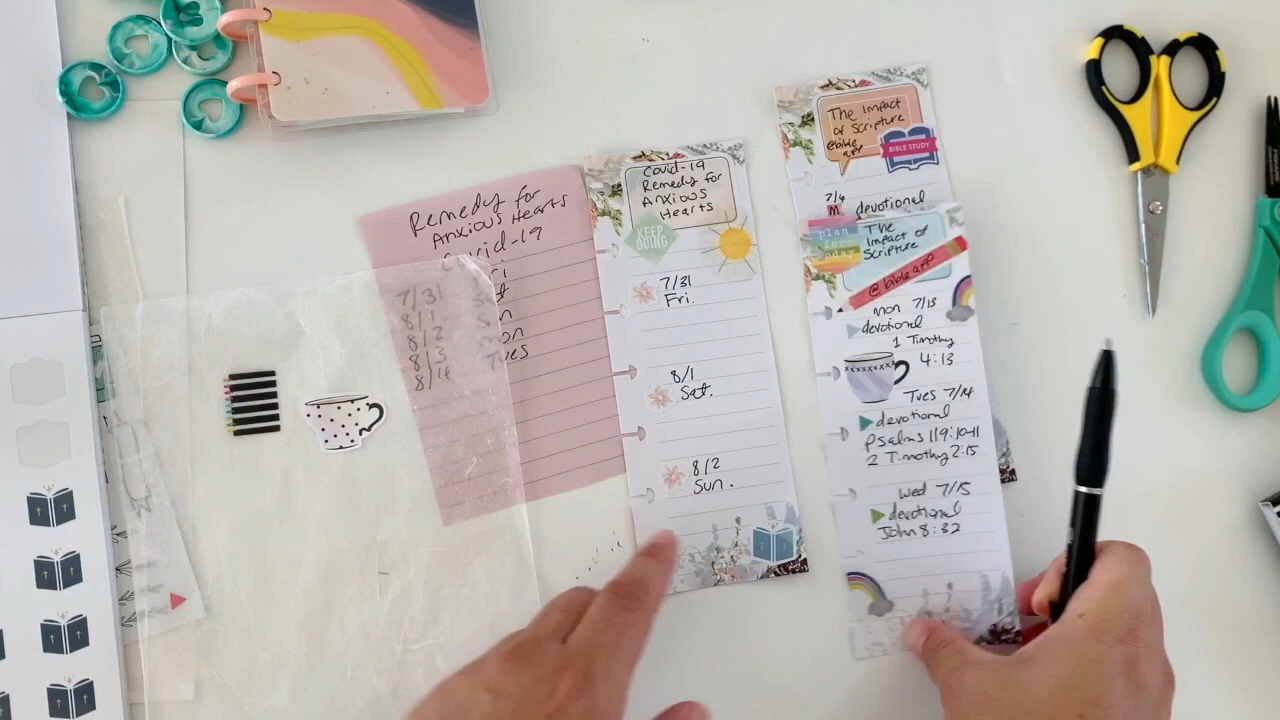 Remedy for
Anxious Hearts
Covid-19
7/31
8/1
8/2
8/3
8/4 Tues
Covid-19
Remedy for
Anxious
Hearts
KEEP
GOING
7/31
Fri.
8/1
Sat.
8/2
Sun.
The Impact
of Scripture
@bible
app
BIBLE STUDY
7/6
M devotional
plan
for
today
The
Impact of
Scripture
@bible app
mon 7/13
devotional
1 Timothy
4:13
Tues 7/14
devotional
Psalms 119:10-11
2 Timothy 2:15
Wed 7/15
devotional
John 8:32